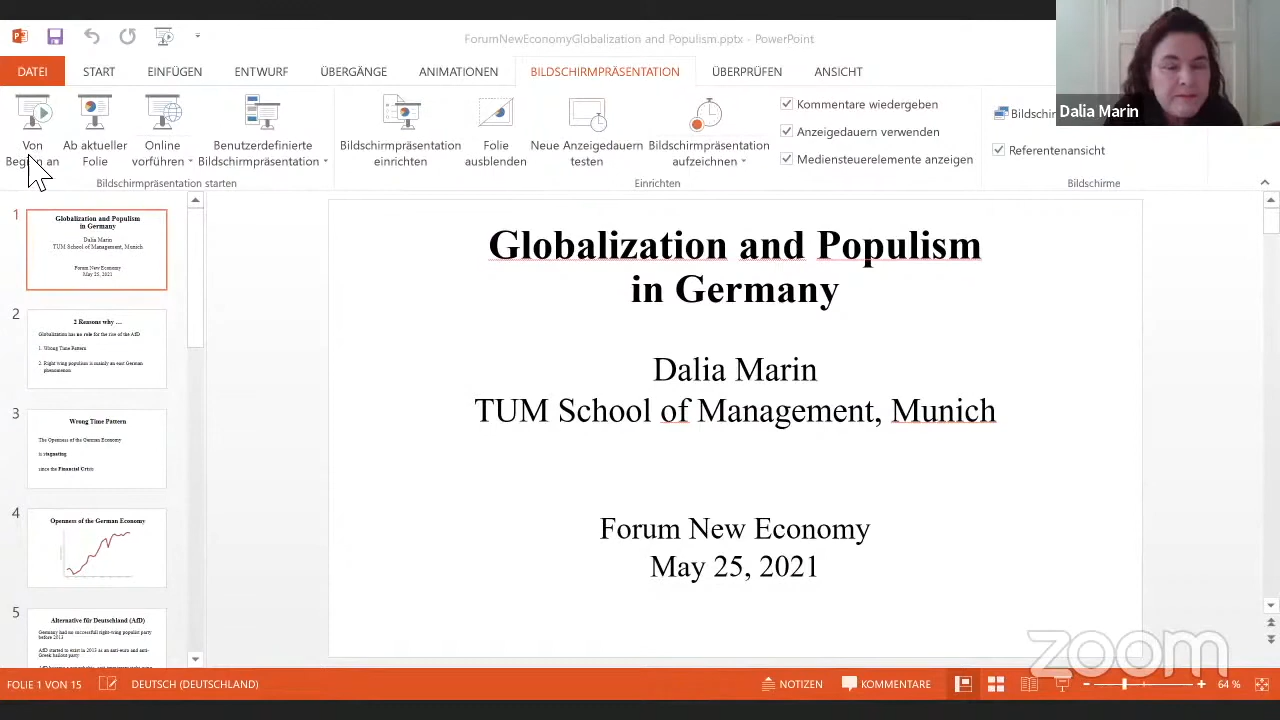 ForumNewEconomyGlobalization and Populism.pptx - PowerPoint
DATEI START EINFÜGEN ENTWURF ÜBERGÄNGE ANIMATIONEN BILDSCHIRMPRÄSENTATION ÜBERPRÜFEN ANSICHT
Von
Beginn an
Ab aktueller
Folie
Online
vorführen
Benutzerdefinierte
Bildschirmpräsentation
Bildschirmpräsentation starten
Bildschirmpräsentation
einrichten
Folie
ausblenden
Neue Anzeigedauern
testen
Bildschirmpräsentation
aufzeichnen
Kommentare wiedergeben
Anzeigedauern verwenden
Mediensteuerelemente anzeigen
Einrichten
Bildschir
Referentenansicht
Bildschirme
Dalia Marin
1
Globalization and Populism
in Germany
Dalia Marin
TUM School of Management, Munich
Forum New Economy
May 25, 2021
2
2 Reasons why ...
Globalization has no role for the rise of the AfD
1. Wrong Time Pattern
2. Right wing populism is mainly an east German
phenomenon
3
Wrong Time Pattern
The Openness of the German Economy
is stagnating
since the Financial Crisis
4
Openness of the German Economy
5
Alternative für Deutschland (AfD)
Germany had no successfull right-wing populist party
before 2013
AfD started to exist in 2013 as an anti-euro and anti-
Greek bailout party
Globalization and Populism
in Germany
Dalia Marin
TUM School of Management, Munich
Forum New Economy
May 25, 2021
zoom
FOLIE 1 VON 15 DEUTSCH (DEUTSCHLAND) NOTIZEN KOMMENTARE 64 %